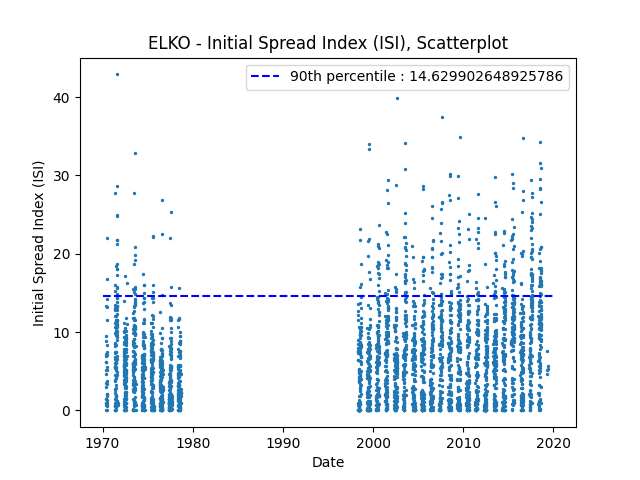 ELKO - Initial Spread Index (ISI), Scatterplot
90th percentile : 14.629902648925786
40
30
20
10
0
Initial Spread Index (ISI)
1970 1980 1990 2000 2010 2020
Date